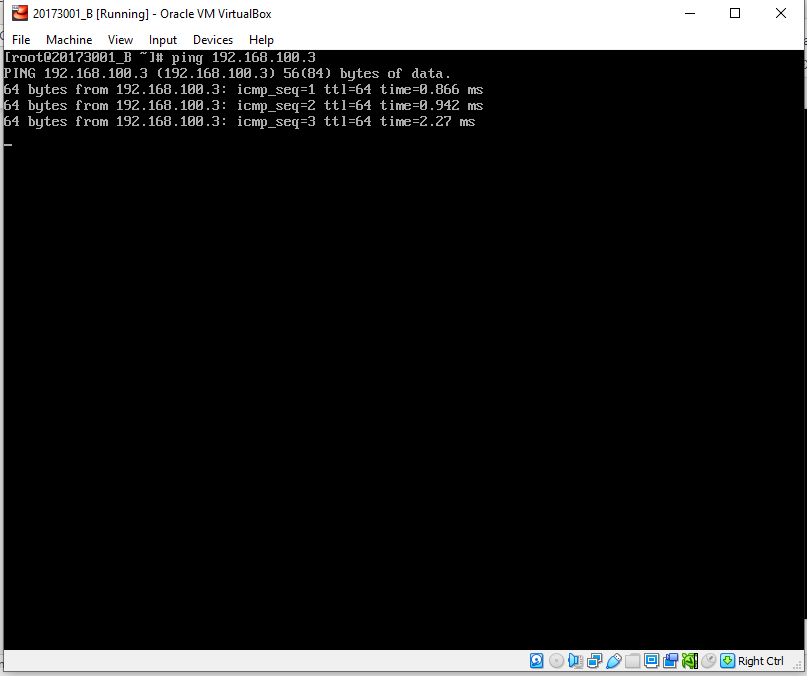 20173001_B [Running] - Oracle VM VirtualBox
File Machine View Input Devices Help
[root@20173001_B ~]# ping 192.168.100.3
PING 192.168.100.3 (192.168.100.3) 56(84) bytes of data.
64 bytes from 192.168.100.3: icmp_seq=1 ttl=64 time=0.866 ms
64 bytes from 192.168.100.3: icmp_seq=2 ttl=64 time=0.942 ms
64 bytes from 192.168.100.3: icmp_seq=3 ttl=64 time=2.27 ms
Right Ctrl